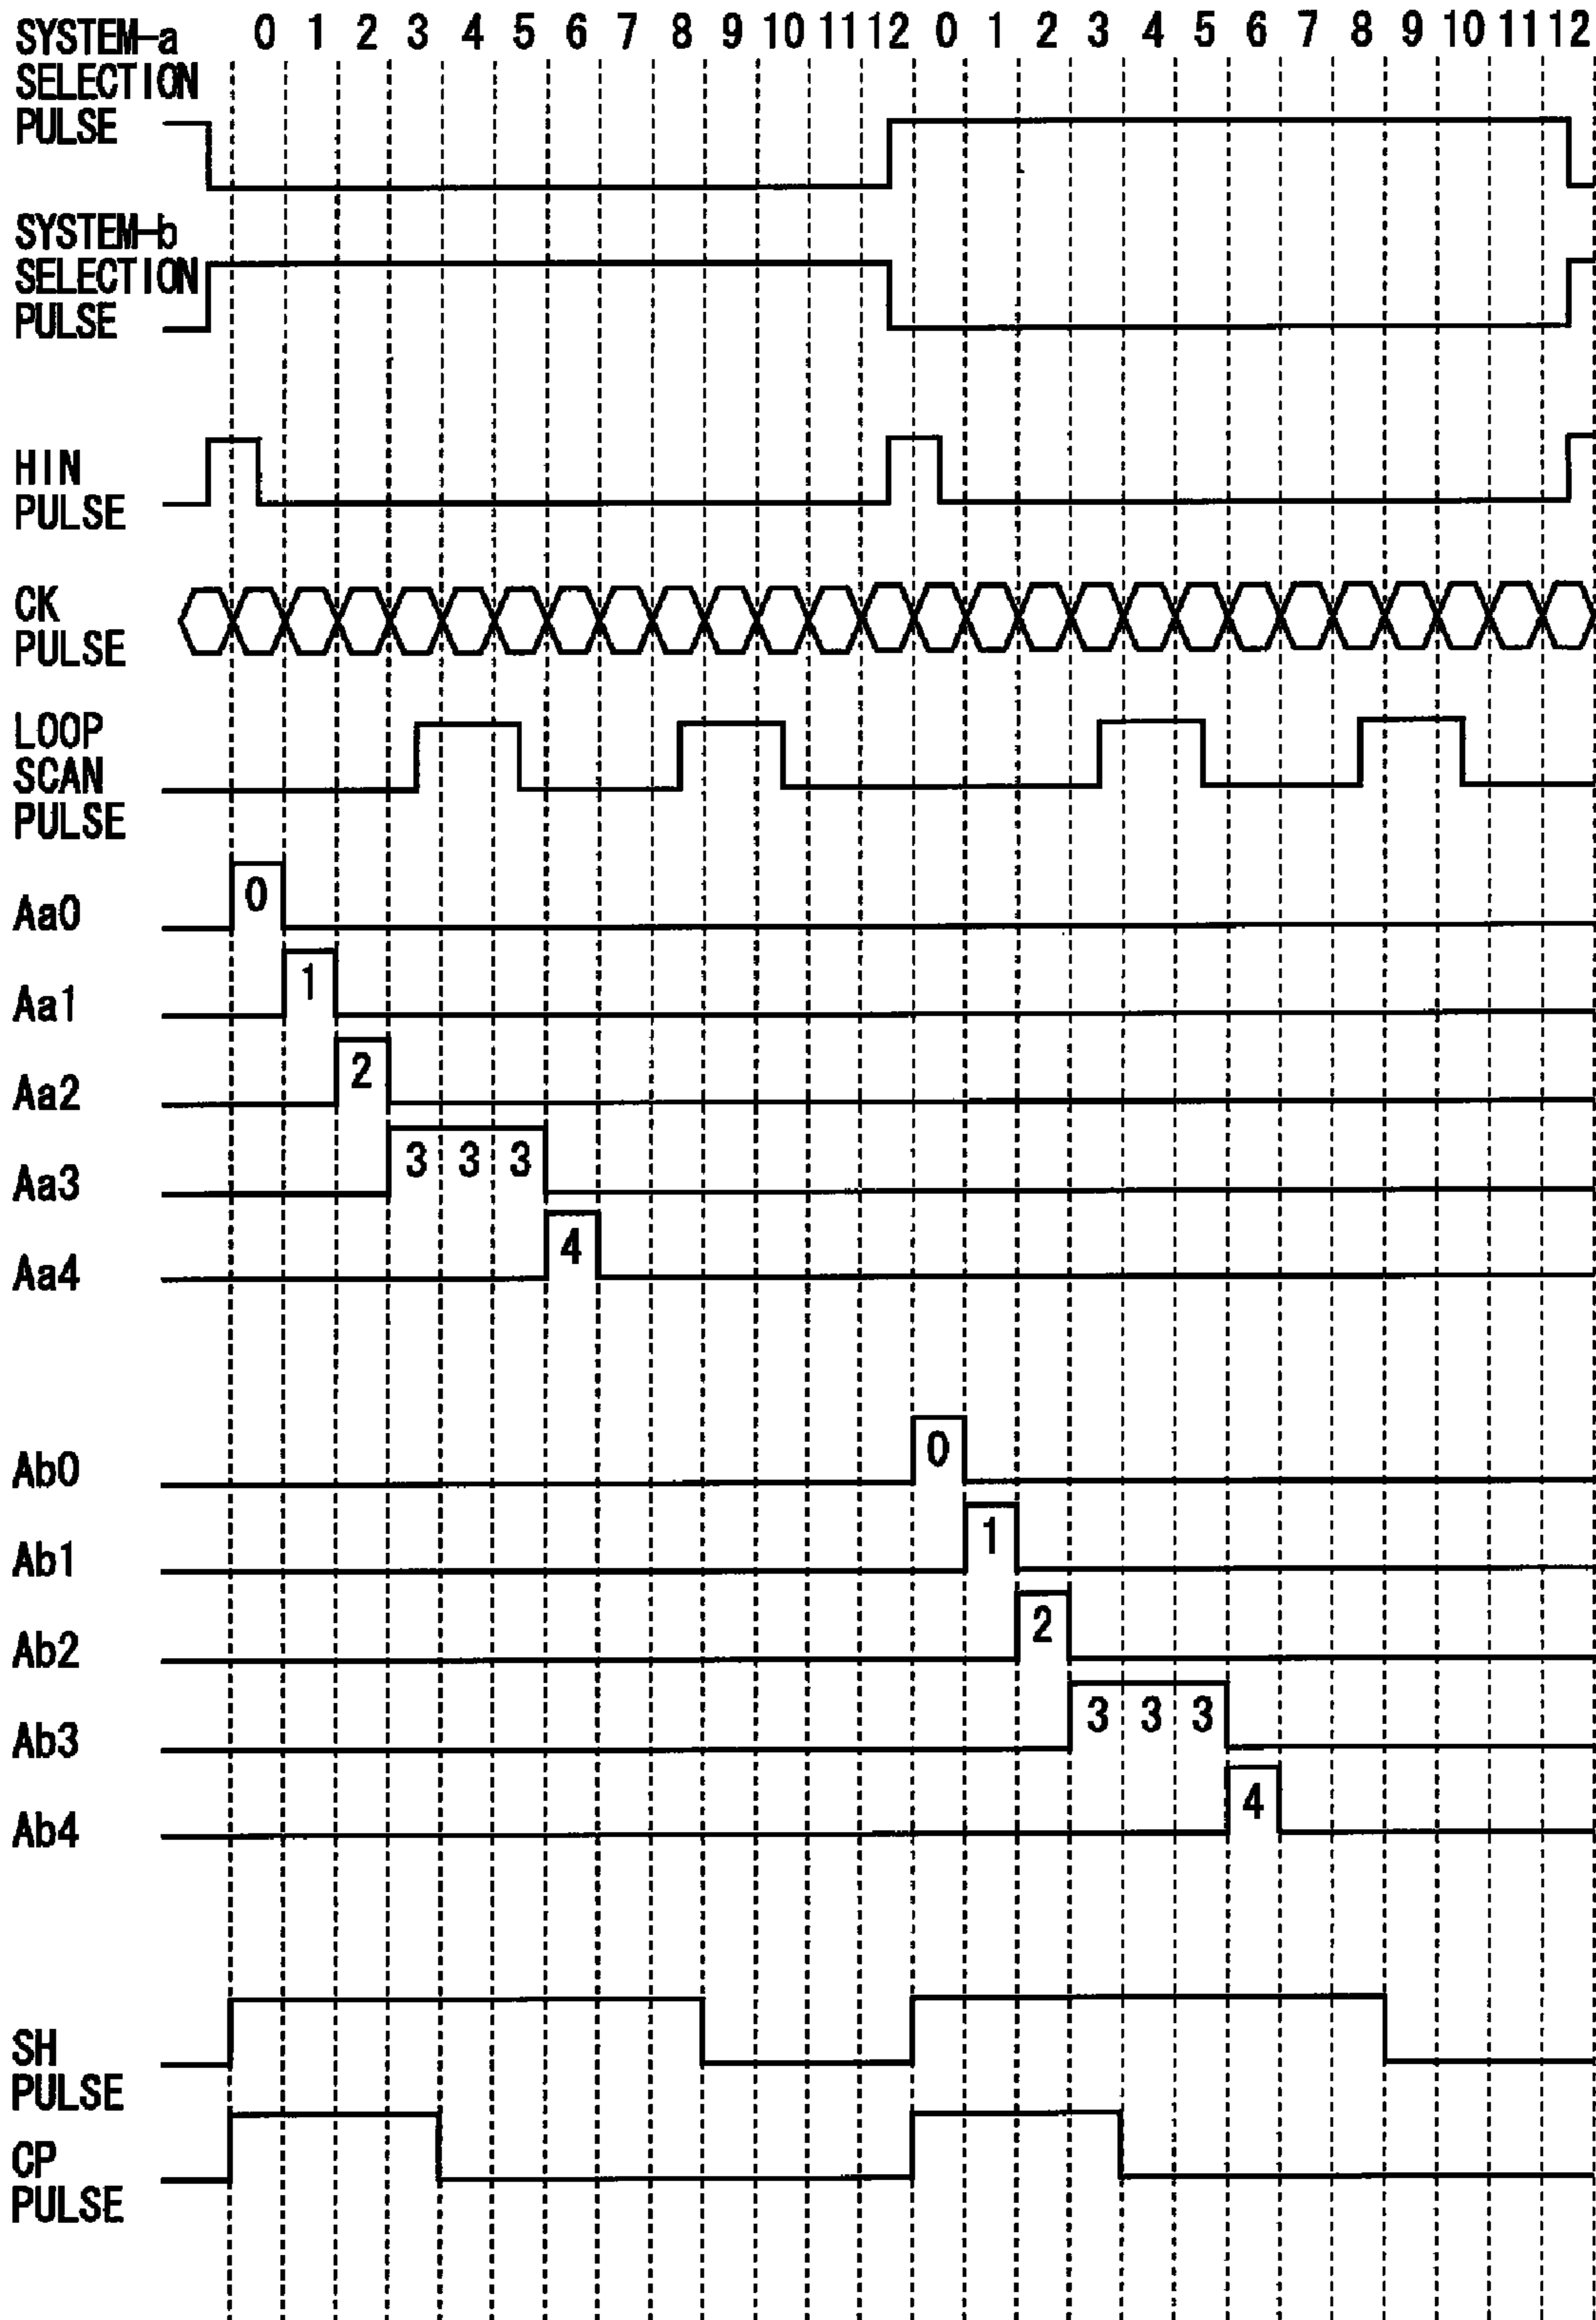 SYSTEM-a 0 1 2 3 4 5 6 7 8 9 10 11 12 0 1 2 3 4 5 6 7 8 9 10 11 12
SELECTION
PULSE
SYSTEM-b
SELECTION
PULSE
HIN
PULSE
CK
PULSE
LOOP
SCAN
PULSE
Aa0 0
Aa1 1
Aa2 2
Aa3 3 3 3
Aa4 4
Ab0 0
Ab1 1
Ab2 2
Ab3 3 3 3
Ab4 4
SH
PULSE
CP
PULSE